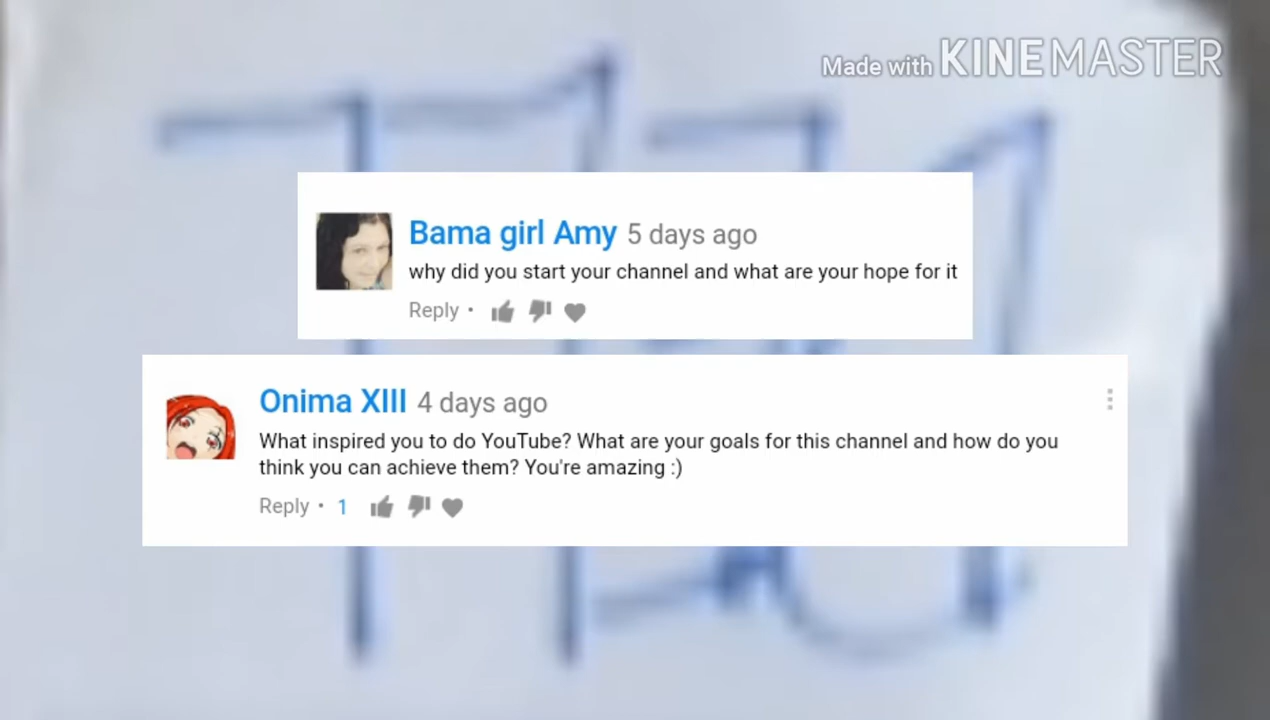 Made with KINEMASTER
Bama girl Amy 5 days ago
why did you start your channel and what are your hope for it
Reply •
Onima XIII 4 days ago
What inspired you to do YouTube? What are your goals for this channel and how do you
think you can achieve them? You're amazing :)
Reply • 1